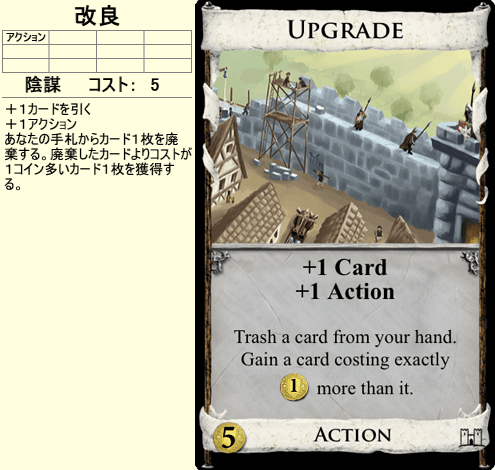 改良
アクション
陰謀 コスト: 5
＋1カードを引く
＋1アクション
あなたの手札からカード1枚を廃
棄する。廃棄したカードよりコストが
1コイン多いカード1枚を獲得す
る。
UPGRADE
+1 Card
+1 Action
Trash a card from your hand.
Gain a card costing exactly
1 more than it.
5 ACTION